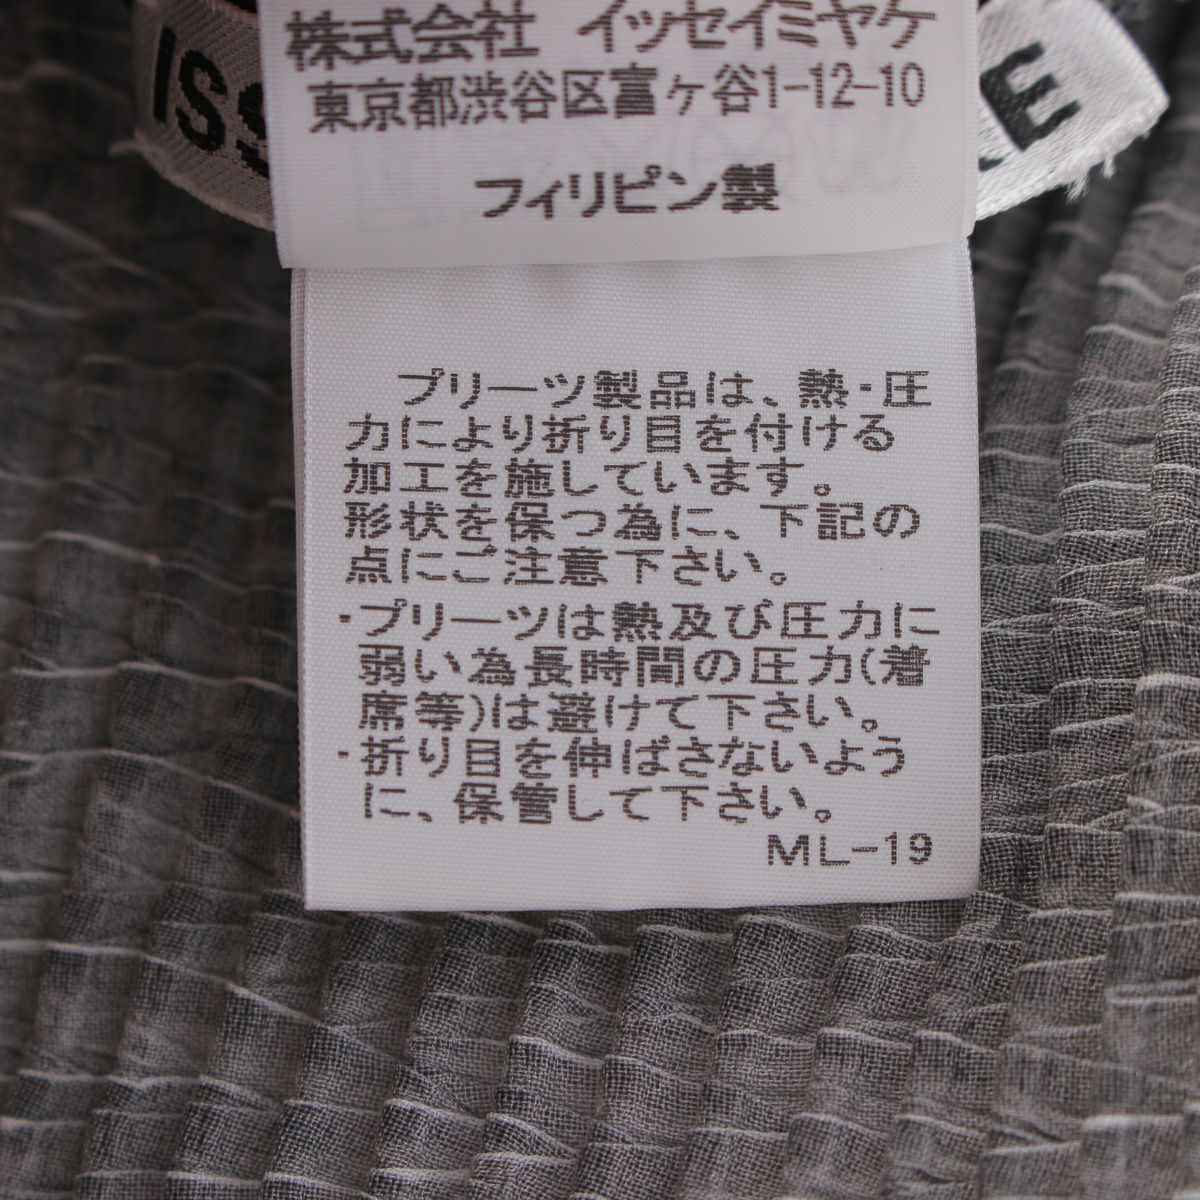 株式会社 イッセイミヤケ
東京都渋谷区富ヶ谷1-12-10
フィリピン製
プリーツ製品は、熱・圧
力により折り目を付ける
加工を施しています。
形状を保つ為に、下記の
点にご注意下さい。
・プリーツは熱及び圧力に
弱い為長時間の圧力(着
席等)は避けて下さい。
・折り目を伸ばさないよう
に、保管して下さい。
ML-19